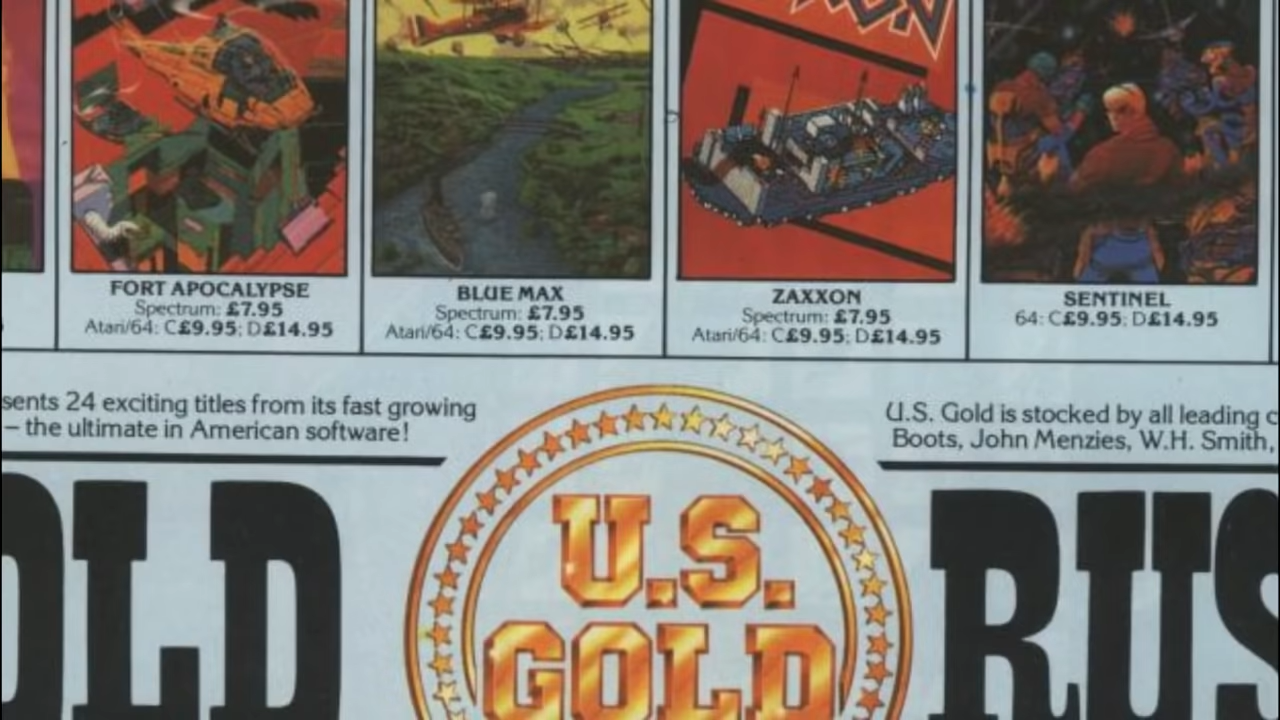 FORT APOCALYPSE
Spectrum: £7.95
Atari/64: C£9.95; D£14.95
BLUE MAX
Spectrum: £7.95
Atari/64: C£9.95; D£14.95
ZAXXON
Spectrum: £7.95
Atari/64: C£9.95; D£14.95
SENTINEL
64: C£9.95; D£14.95
sents 24 exciting titles from its fast growing
– the ultimate in American software!
U.S. Gold is stocked by all leading c
Boots, John Menzies, W.H. Smith,
OLD
U.S.
GOLD
RUS